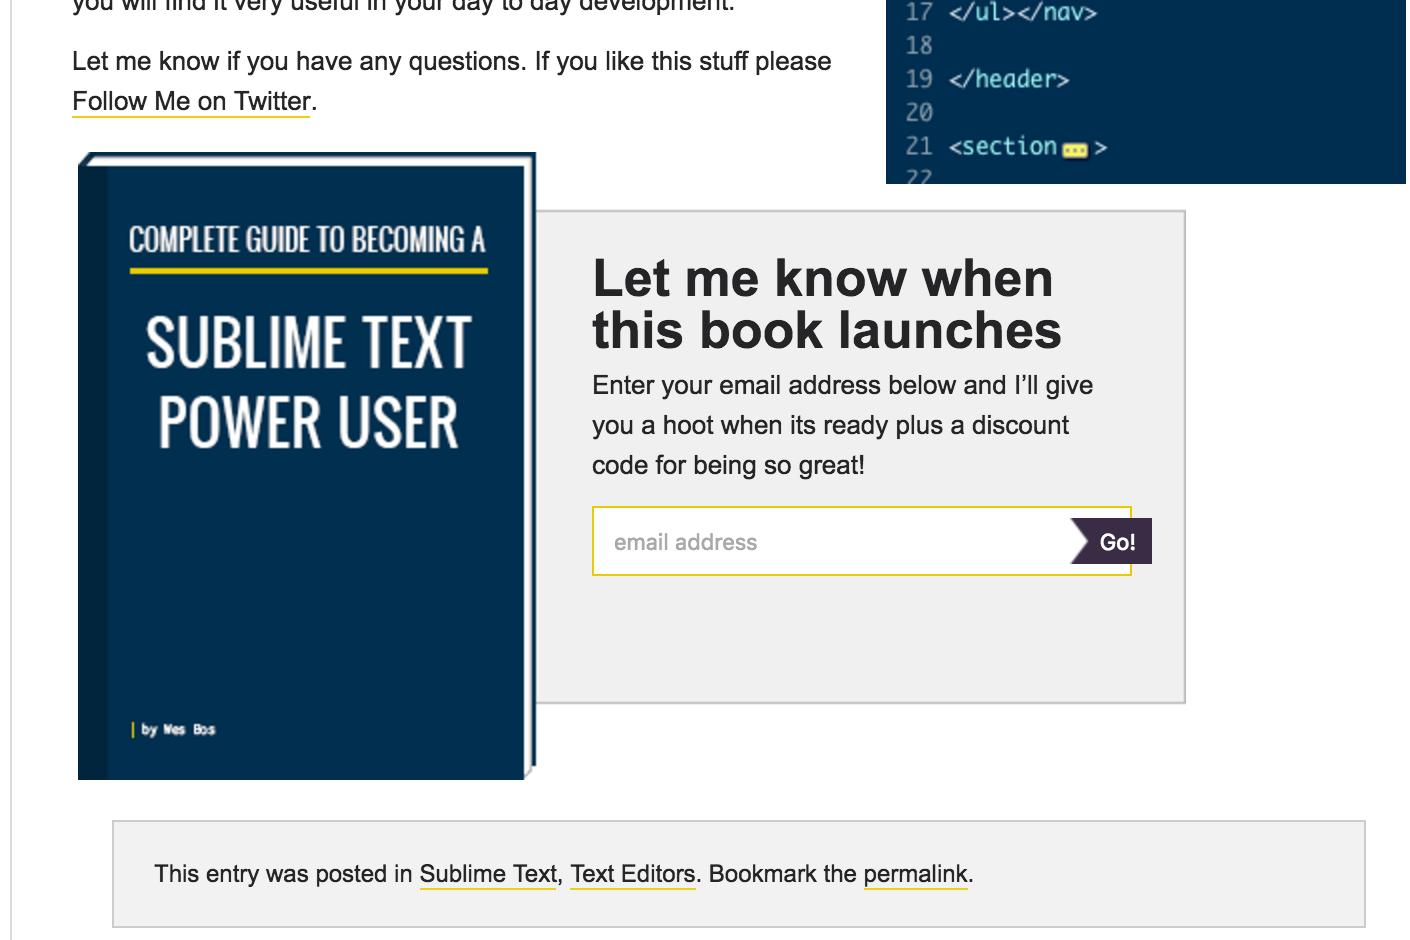 you will find it very useful in your day to day development.
Let me know if you have any questions. If you like this stuff please
Follow Me on Twitter.
17 </ul></nav>
18
19 </header>
20
21 <section ... >
22
COMPLETE GUIDE TO BECOMING A
SUBLIME TEXT
POWER USER
by Wes Bos
Let me know when
this book launches
Enter your email address below and I’ll give
you a hoot when its ready plus a discount
code for being so great!
email address
Go!
This entry was posted in Sublime Text, Text Editors. Bookmark the permalink.